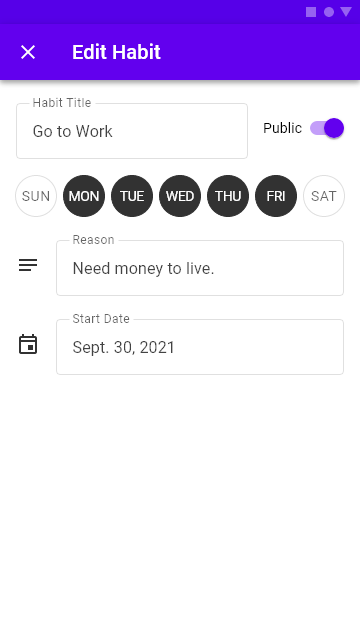 Edit Habit
Habit Title
Go to Work
Public
SUN MON TUE WED THU FRI SAT
Reason
Need money to live.
Start Date
Sept. 30, 2021